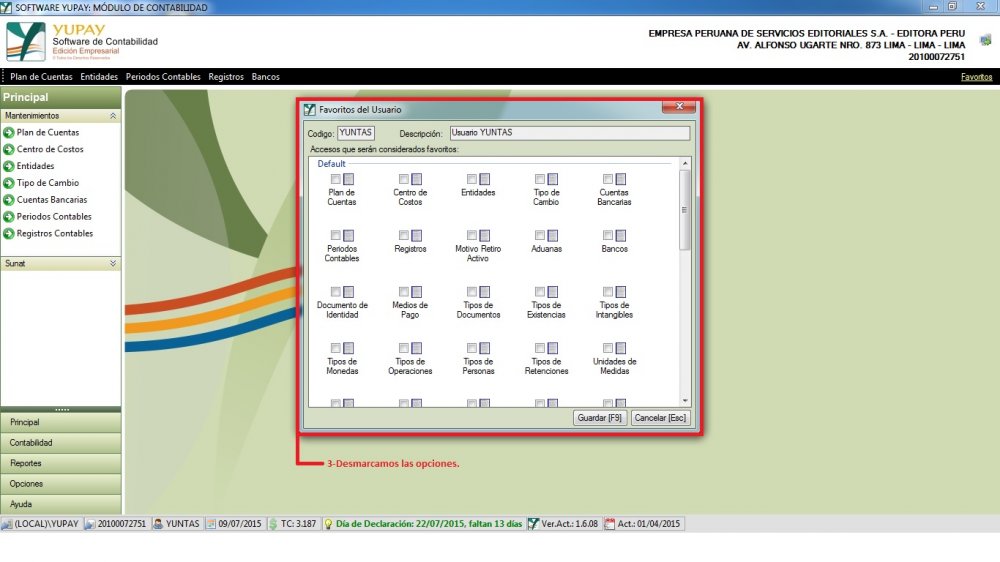 SOFTWARE YUPAY: MÓDULO DE CONTABILIDAD
YUPAY
Software de Contabilidad
Edición Empresarial
EMPRESA PERUANA DE SERVICIOS EDITORIALES S.A. - EDITORA PERU
AV. ALFONSO UGARTE NRO. 873 LIMA - LIMA - LIMA
20100072751
Plan de Cuentas Entidades Periodos Contables Registros Bancos Favoritos
Principal
Mantenimientos
Plan de Cuentas
Centro de Costos
Entidades
Tipo de Cambio
Cuentas Bancarias
Periodos Contables
Registros Contables
Sunat
Principal
Contabilidad
Reportes
Opciones
Ayuda
Favoritos del Usuario
Codigo: YUNTAS Descripción: Usuario YUNTAS
Accesos que serán considerados favoritos:
Default
Plan de Cuentas
Centro de Costos
Entidades
Tipo de Cambio
Cuentas Bancarias
Periodos Contables
Registros
Motivo Retiro Activo
Aduanas
Bancos
Documento de Identidad
Medios de Pago
Tipos de Documentos
Tipos de Existencias
Tipos de Intangibles
Tipos de Monedas
Tipos de Operaciones
Tipos de Personas
Tipos de Retenciones
Unidades de Medidas
Guardar [F9] Cancelar [Esc]
3-Desmarcamos las opciones.
(LOCAL)\YUPAY 20100072751 YUNTAS 09/07/2015 TC: 3.187 Día de Declaración: 22/07/2015, faltan 13 días Ver.Act.: 1.6.08 Act.: 01/04/2015